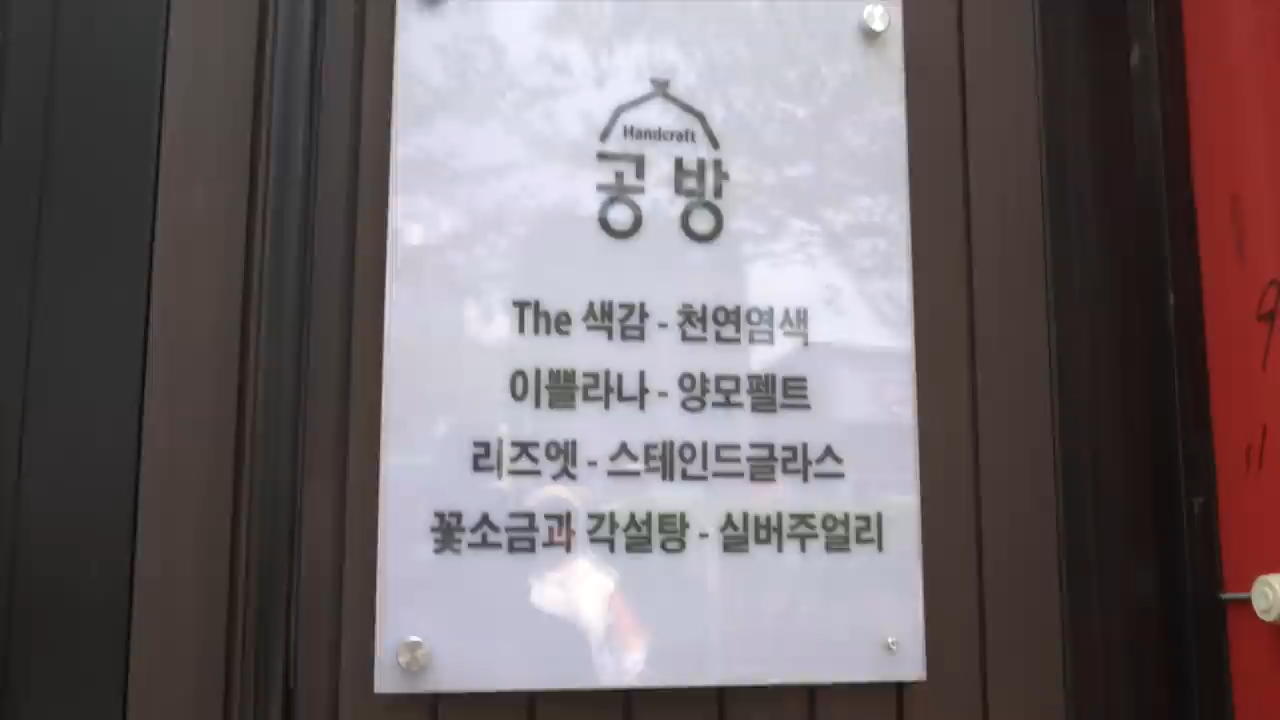 Handcraft
공방
The 색감 - 천연염색
이쁠라나 - 양모펠트
리즈엣 - 스테인드글라스
꽃소금과 각설탕 - 실버주얼리